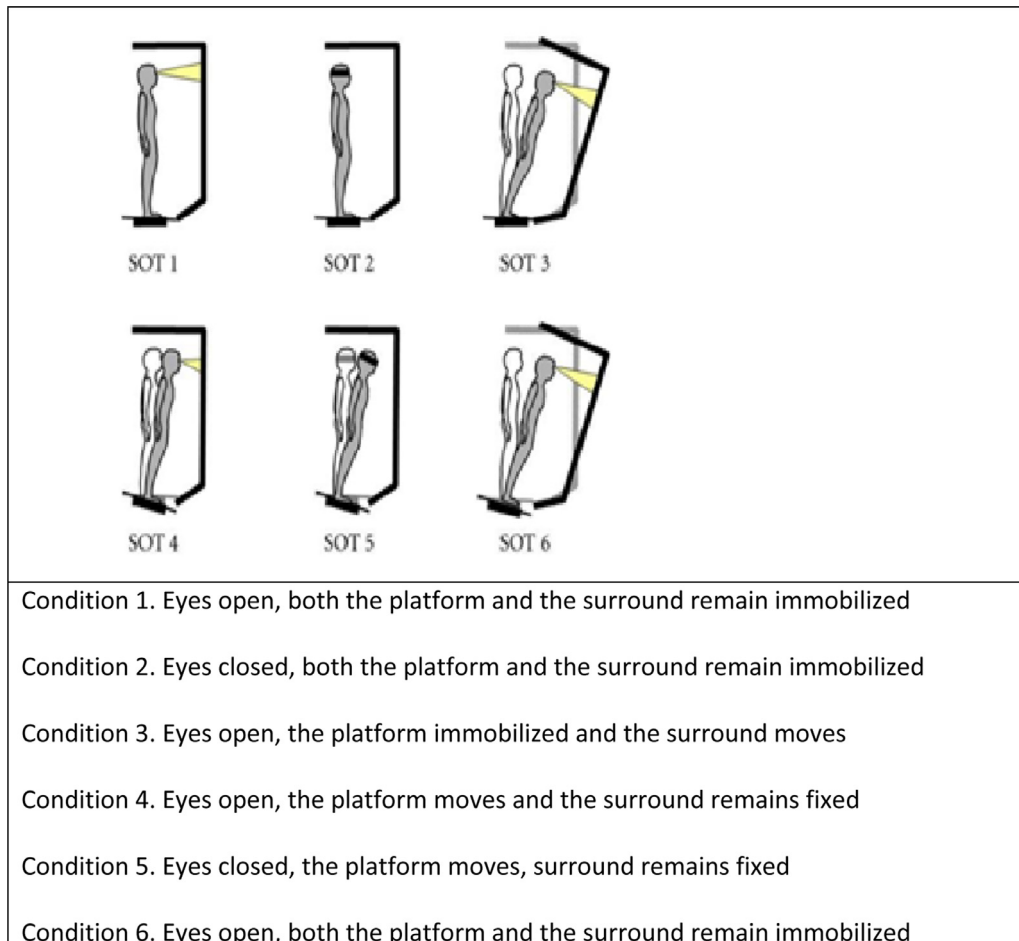 SOT 1 SOT 2 SOT 3
SOT 4 SOT 5 SOT 6
Condition 1. Eyes open, both the platform and the surround remain immobilized
Condition 2. Eyes closed, both the platform and the surround remain immobilized
Condition 3. Eyes open, the platform immobilized and the surround moves
Condition 4. Eyes open, the platform moves and the surround remains fixed
Condition 5. Eyes closed, the platform moves, surround remains fixed
Condition 6. Eyes open, both the platform and the surround remain immobilized